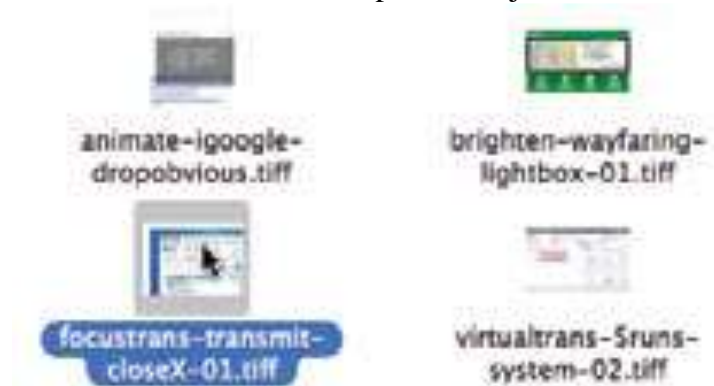 animate-igoogle-
dropobvious.tiff
brighten-wayfaring-
lightbox-01.tiff
focustrans-transmit-
closeX-01.tiff
virtualtrans-5runs-
system-02.tiff